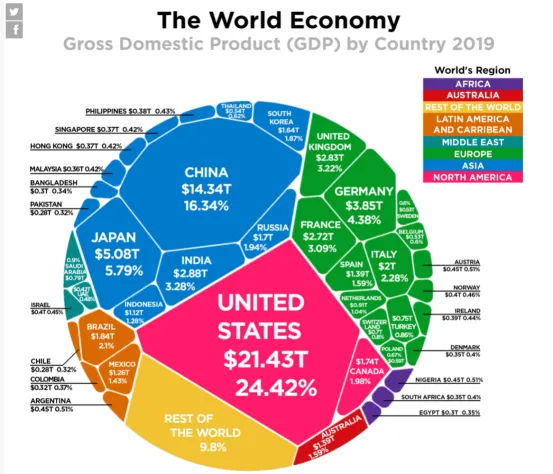 The World Economy
Gross Domestic Product (GDP) by Country 2019
World's Region
AFRICA
AUSTRALIA
REST OF THE WORLD
LATIN AMERICA
AND CARRIBEAN
MIDDLE EAST
EUROPE
ASIA
NORTH AMERICA
PHILIPPINES $0.38T 0.43%
SINGAPORE $0.37T 0.42%
HONG KONG $0.37T 0.42%
MALAYSIA $0.36T 0.42%
BANGLADESH
$0.3T 0.34%
PAKISTAN
$0.28T 0.32%
THAILAND
$0.54T
0.62%
SOUTH
KOREA
$1.64T
1.87%
CHINA
$14.34T
16.34%
JAPAN
$5.08T
5.79%
INDIA
$2.88T
3.28%
RUSSIA
$1.7T
1.94%
INDONESIA
$1.12T
1.28%
0.9%
SAUDI
ARABIA
$0.79T
$0.42T
UAE
0.48%
ISRAEL
$0.4T 0.45%
UNITED
KINGDOM
$2.83T
3.22%
GERMANY
$3.85T
4.38%
FRANCE
$2.72T
3.09%
0.6%
$0.53T
SWEDEN
BELGIUM
$0.53T
0.6%
ITALY
$2T
2.28%
SPAIN
$1.39T
1.59%
NETHERLANDS
$0.91T
1.04%
SWITZER
LAND
$0.7T
0.8%
$0.75T
TURKEY
0.86%
POLAND
0.67%
$0.59T
AUSTRIA
$0.45T 0.51%
NORWAY
$0.4T 0.46%
IRELAND
$0.39T 0.44%
DENMARK
$0.35T 0.4%
UNITED
STATES
$21.43T
24.42%
$1.74T
CANADA
1.98%
BRAZIL
$1.84T
2.1%
MEXICO
$1.26T
1.43%
CHILE
$0.28T 0.32%
COLOMBIA
$0.32T 0.37%
ARGENTINA
$0.45T 0.51%
REST OF
THE WORLD
9.8%
AUSTRALIA
$1.39T
1.59%
NIGERIA $0.45T 0.51%
SOUTH AFRICA $0.35T 0.4%
EGYPT $0.3T 0.35%